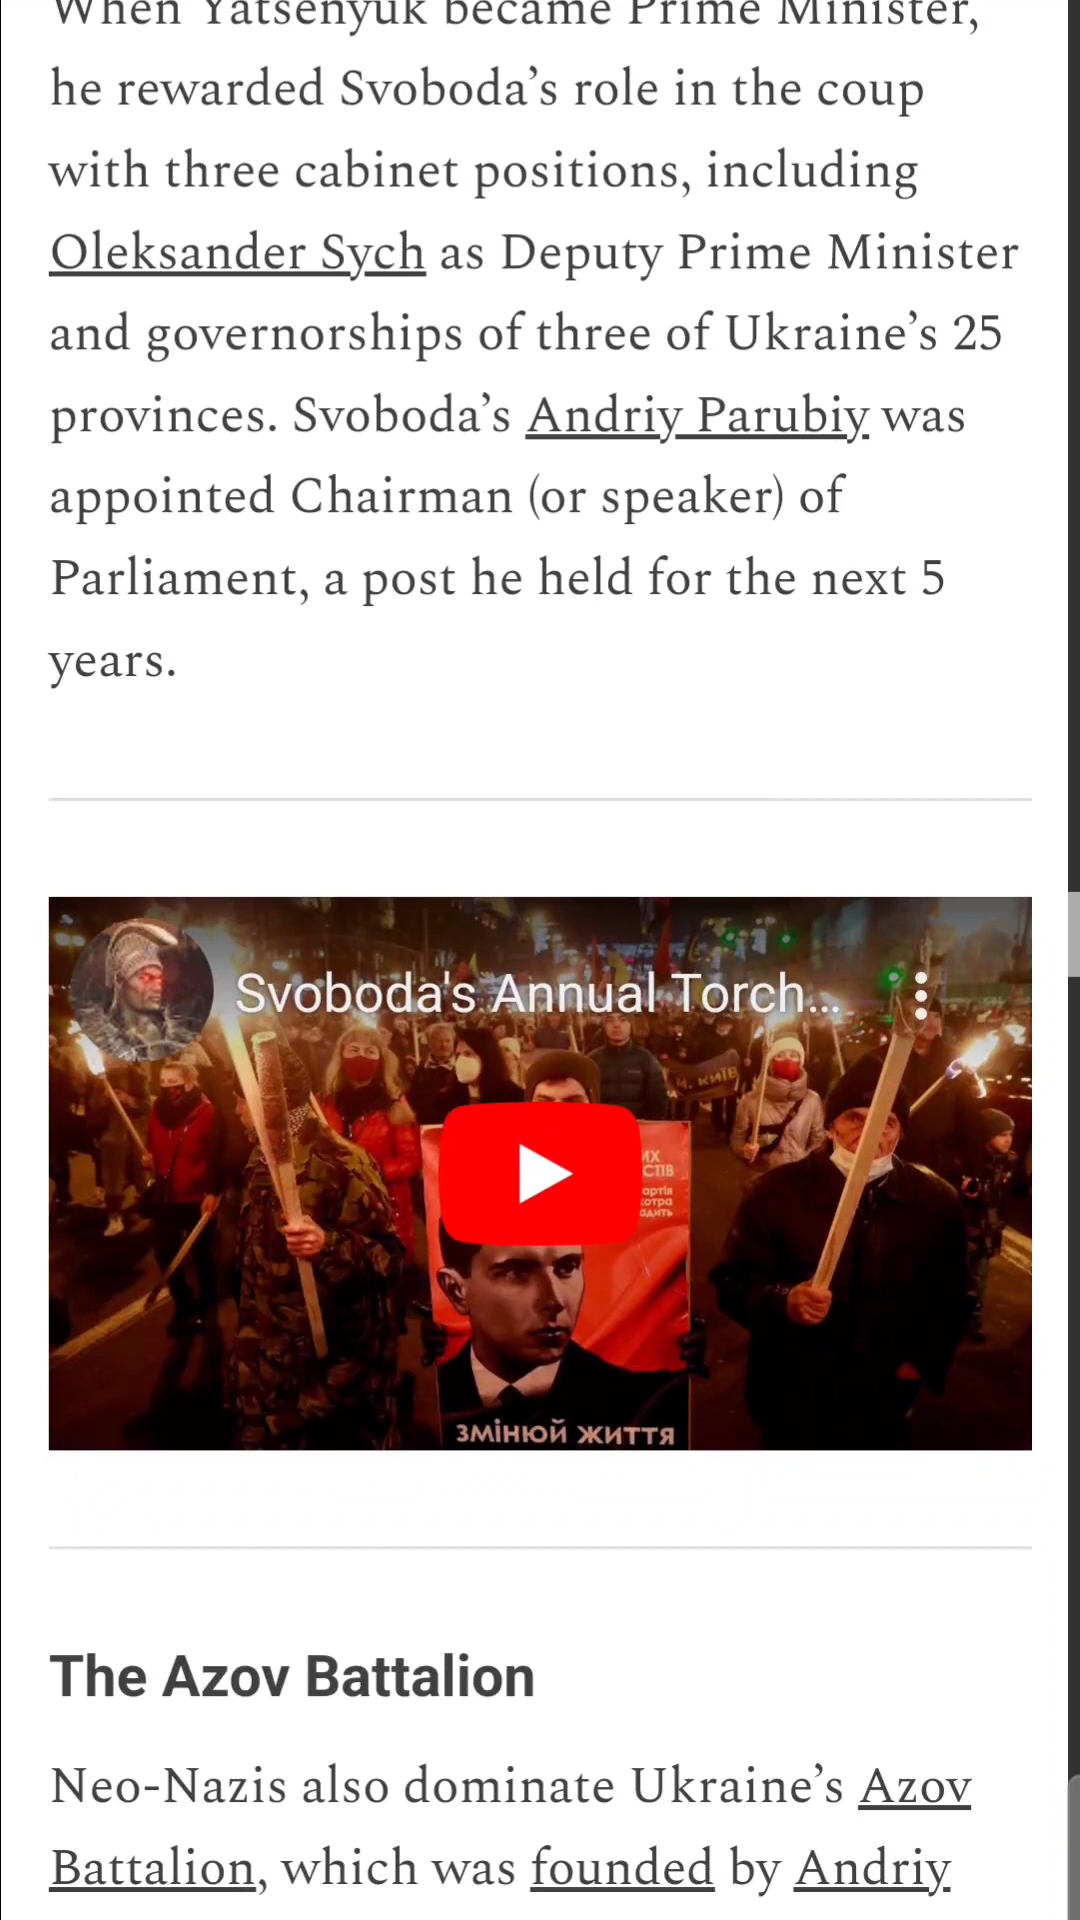 When Yatsenyuk became Prime Minister,
he rewarded Svoboda’s role in the coup
with three cabinet positions, including
Oleksander Sych as Deputy Prime Minister
and governorships of three of Ukraine’s 25
provinces. Svoboda’s Andriy Parubiy was
appointed Chairman (or speaker) of
Parliament, a post he held for the next 5
years.
Svoboda's Annual Torch...
М. КИЇВ
ЗМІНЮЙ ЖИТТЯ
The Azov Battalion
Neo-Nazis also dominate Ukraine’s Azov
Battalion, which was founded by Andriy